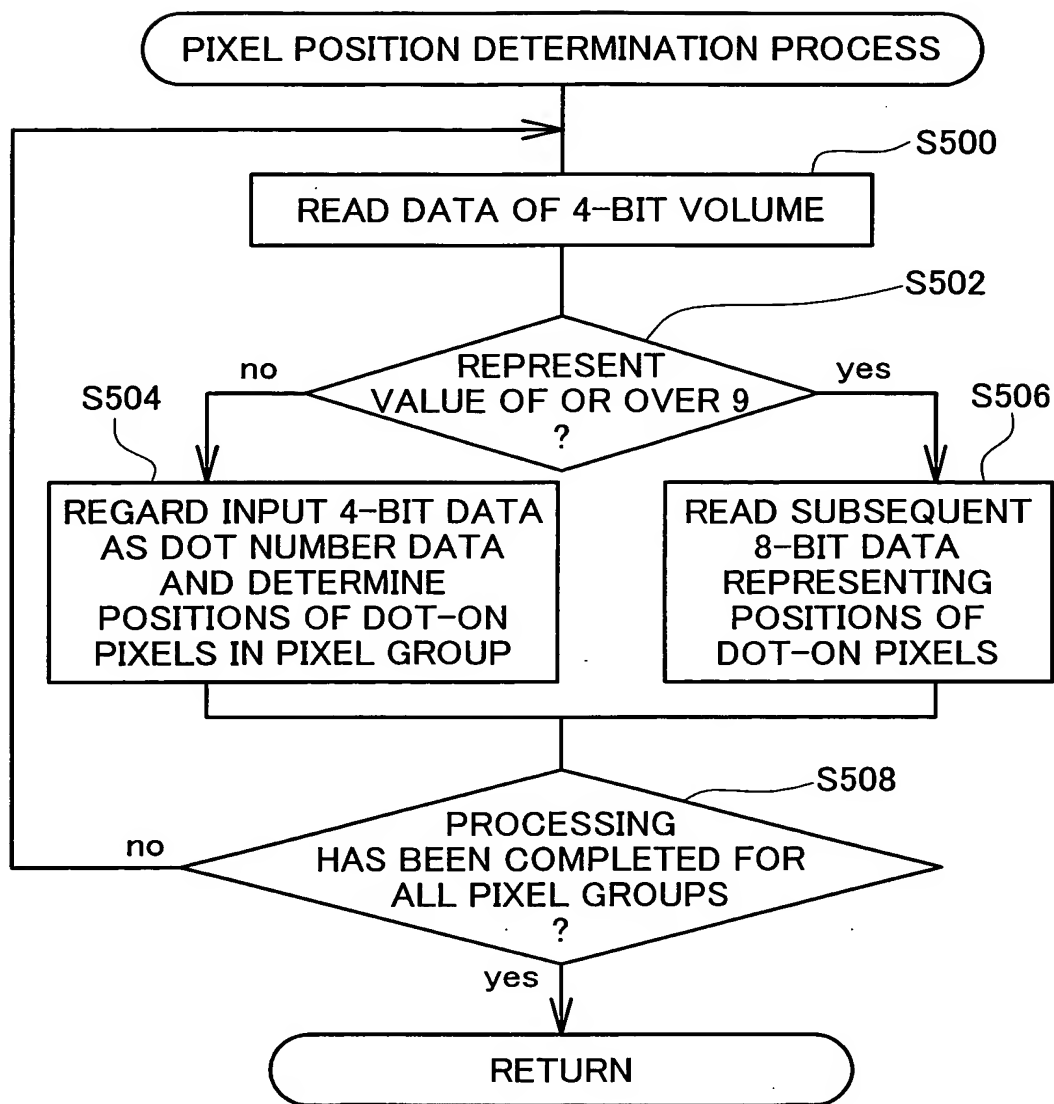 PIXEL POSITION DETERMINATION PROCESS
S500
READ DATA OF 4-BIT VOLUME
S502
REPRESENT
VALUE OF OR OVER 9
?
no
yes
S504
REGARD INPUT 4-BIT DATA
AS DOT NUMBER DATA
AND DETERMINE
POSITIONS OF DOT-ON
PIXELS IN PIXEL GROUP
S506
READ SUBSEQUENT
8-BIT DATA
REPRESENTING
POSITIONS OF
DOT-ON PIXELS
S508
PROCESSING
HAS BEEN COMPLETED FOR
ALL PIXEL GROUPS
?
no
yes
RETURN